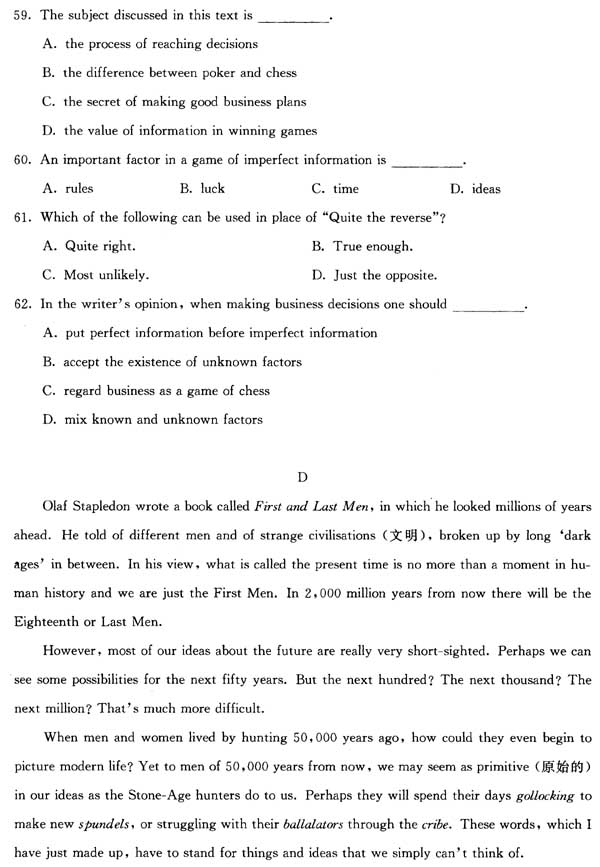 59. The subject discussed in this text is __________.
A. the process of reaching decisions
B. the difference between poker and chess
C. the secret of making good business plans
D. the value of information in winning games
60. An important factor in a game of imperfect information is __________.
A. rules B. luck C. time D. ideas
61. Which of the following can be used in place of “Quite the reverse”?
A. Quite right. B. True enough.
C. Most unlikely. D. Just the opposite.
62. In the writer’s opinion, when making business decisions one should __________.
A. put perfect information before imperfect information
B. accept the existence of unknown factors
C. regard business as a game of chess
D. mix known and unknown factors
D
Olaf Stapledon wrote a book called First and Last Men, in which he looked millions of years
ahead. He told of different men and of strange civilisations (文明), broken up by long ‘dark
ages’ in between. In his view, what is called the present time is no more than a moment in hu-
man history and we are just the First Men. In 2,000 million years from now there will be the
Eighteenth or Last Men.
However, most of our ideas about the future are really very short-sighted. Perhaps we can
see some possibilities for the next fifty years. But the next hundred? The next thousand? The
next million? That’s much more difficult.
When men and women lived by hunting 50,000 years ago, how could they even begin to
picture modern life? Yet to men of 50,000 years from now, we may seem as primitive (原始的)
in our ideas as the Stone-Age hunters do to us. Perhaps they will spend their days gollocking to
make new spundels, or struggling with their ballalators through the cribe. These words, which I
have just made up, have to stand for things and ideas that we simply can’t think of.